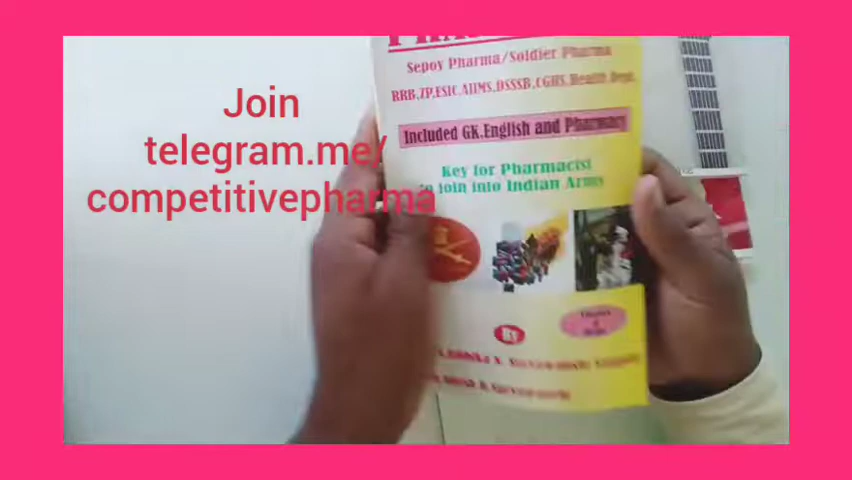 Join
telegram.me/
competitivepharma
Sepoy Pharma/Soldier Pharma
RRB,ZP,ESIC,AIIMS,DSSSB,CGHS,Health Dept.
Included GK,English and Pharmacy
Key for Pharmacist
to join into Indian Arms
By